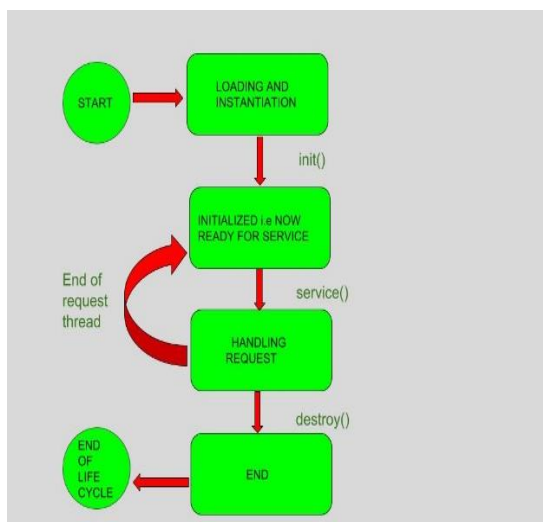 START
LOADING AND
INSTANTIATION
init()
INITIALIZED i.e NOW
READY FOR SERVICE
End of
request
thread
service()
HANDLING
REQUEST
destroy()
END
OF
LIFE
CYCLE
END